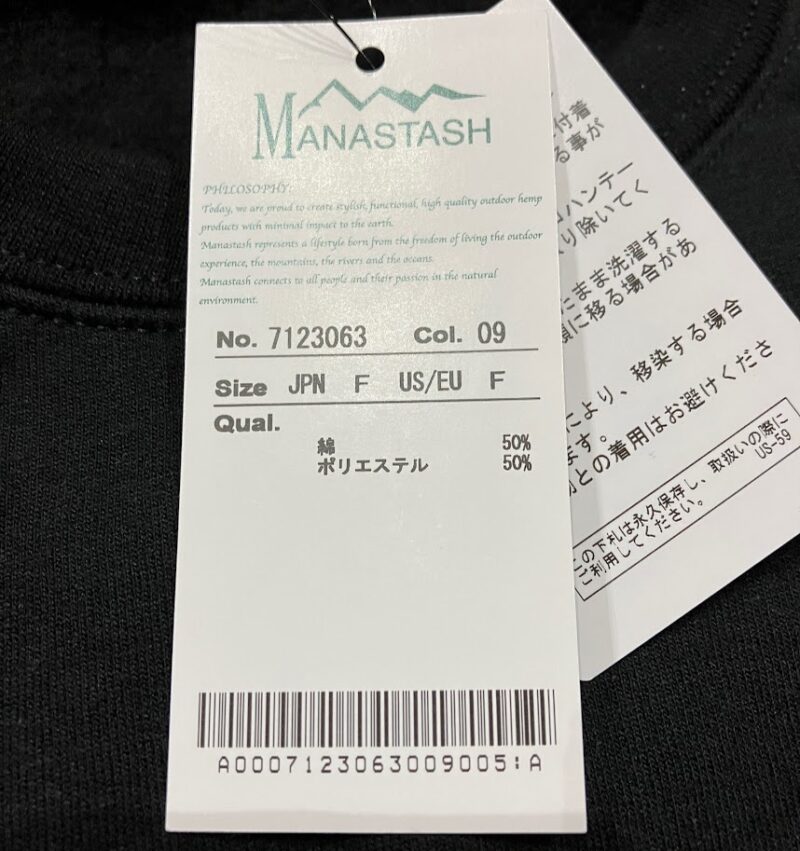 MANASTASH
PHILOSOPHY:
Today, we are proud to create stylish, functional, high quality outdoor hemp
products with minimal impact to the earth.
Manastash represents a lifestyle born from the freedom of living the outdoor
experience, the mountains, the rivers and the oceans.
Manastash connects to all people and their passion in the natural
environment.
No. 7123063 Col. 09
Size JPN F US/EU F
Qual.
綿 50%
ポリエステル 50%
A0007123063009005:A
付着
る事が
ハンテー
り除いてく
にまま洗濯する
類に移る場合があ
により、移染する場合
ます。
との着用はお避けくださ
この下札は永久保存し、取扱いの際に
ご利用してください。 US-59